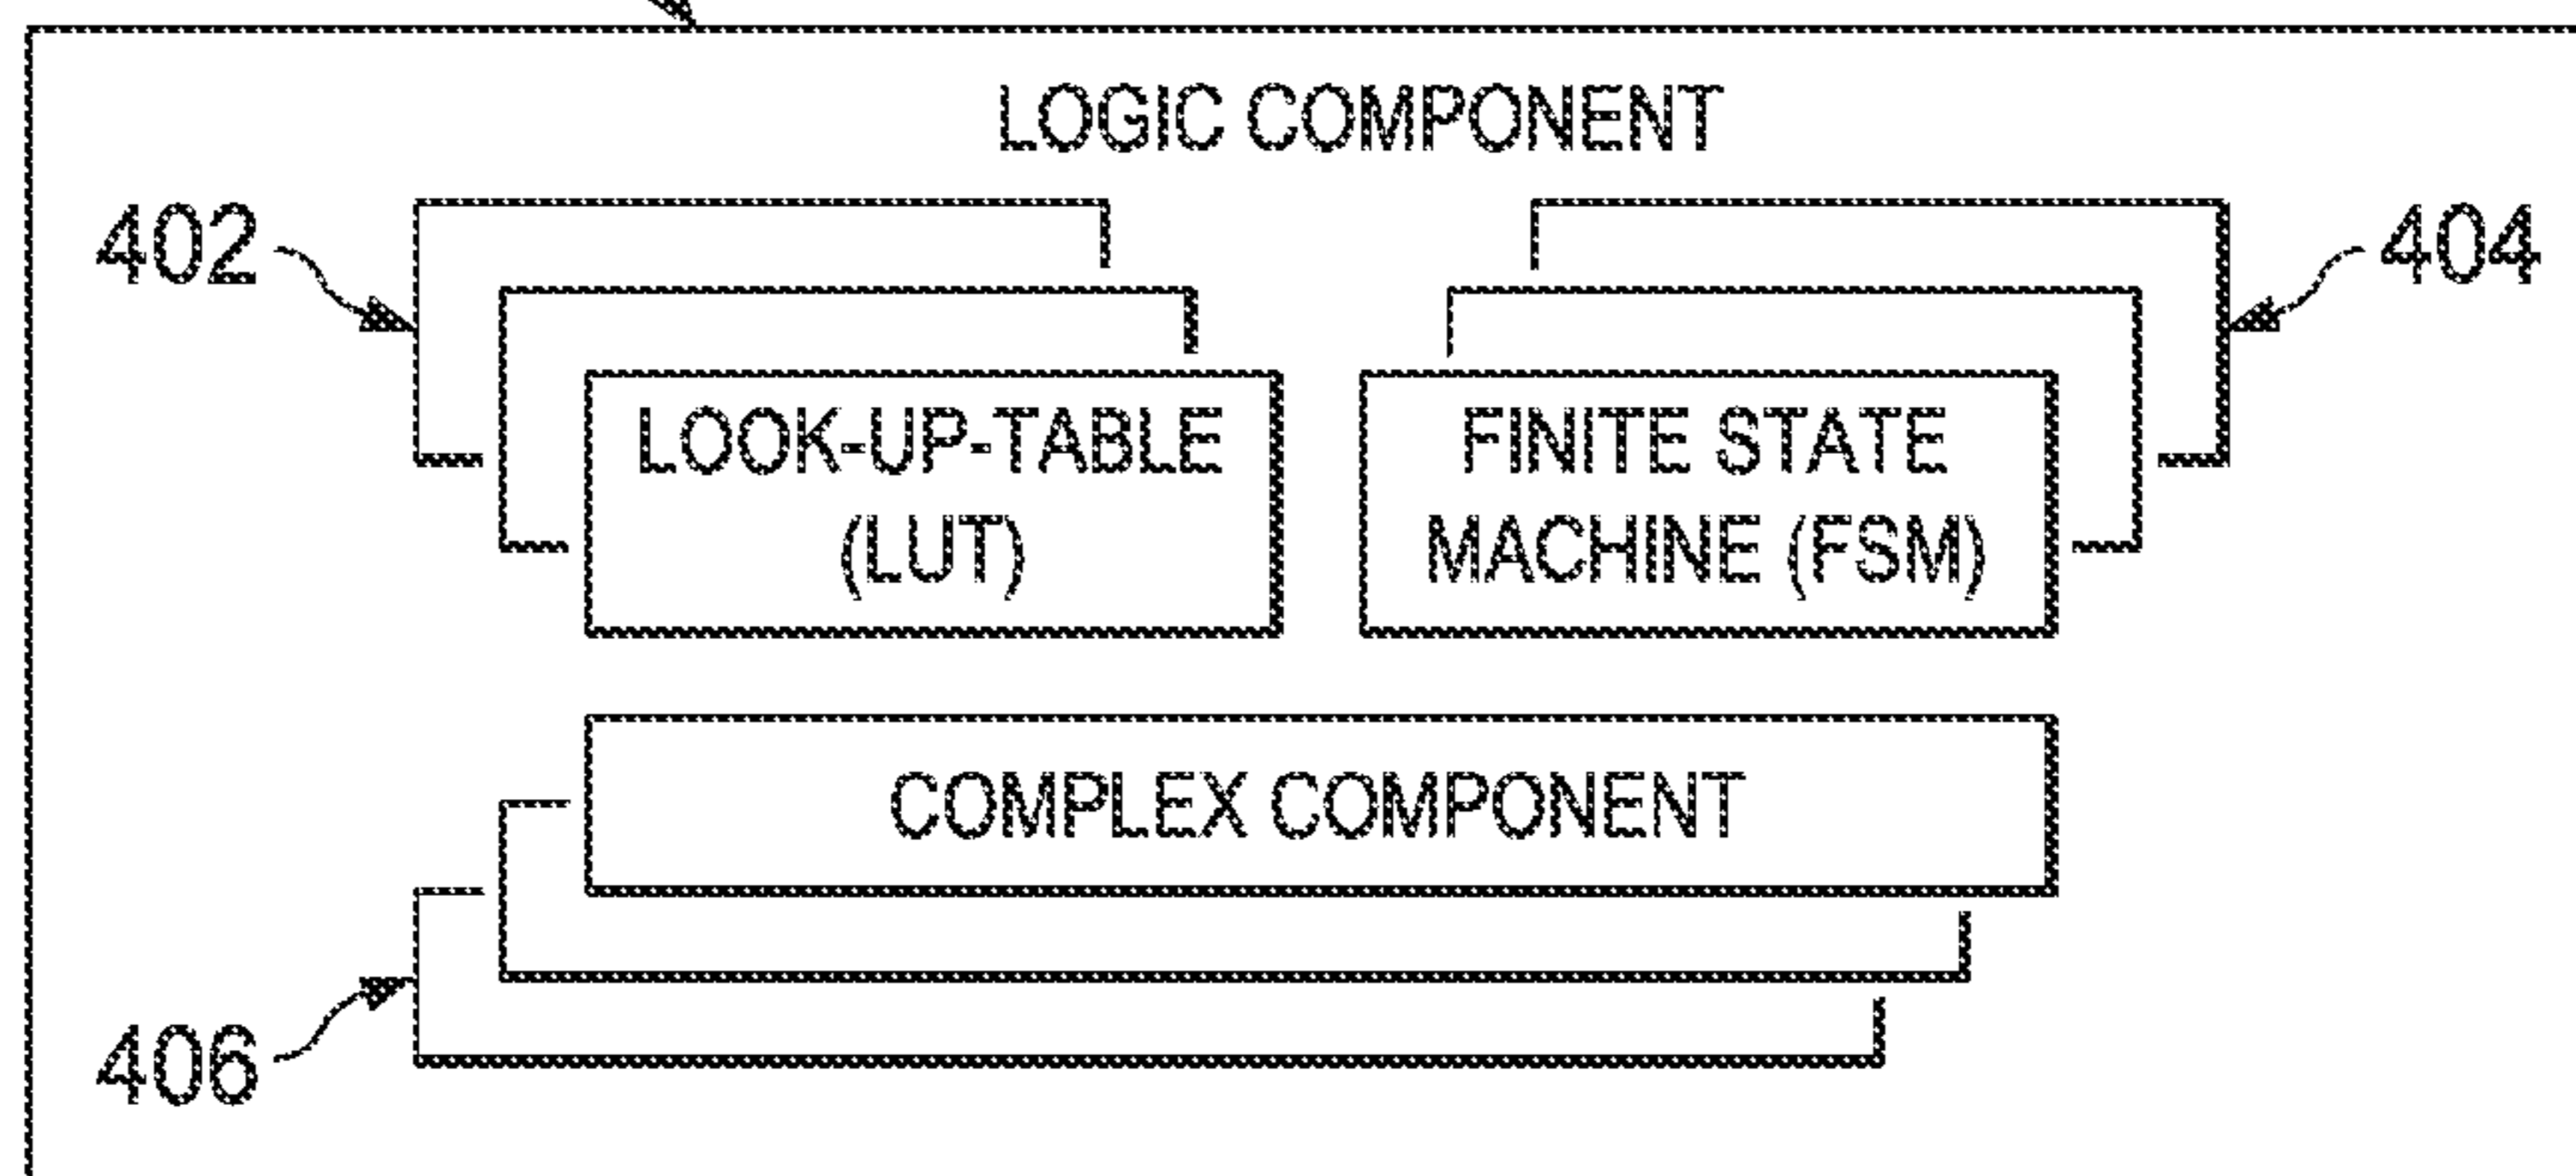 LOGIC COMPONENT
402
404
LOOK-UP-TABLE
(LUT)
FINITE STATE
MACHINE (FSM)
COMPLEX COMPONENT
406